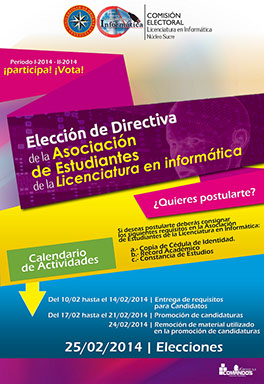 Informática
COMISIÓN
ELECTORAL
Licenciatura en Informática
Núcleo Sucre
Período I-2014 - II-2014
¡participa! ¡Vota!
Elección de Directiva
de la Asociación
de Estudiantes
de la Licenciatura en informática
¿Quieres postularte?
Si deseas postularte deberás consignar
los siguientes requisitos en la Asociación
de Estudiantes de la Licenciatura en Informática:
a.- Copia de Cédula de Identidad.
b.- Récord Académico
c.- Constancia de Estudios
Calendario
de Actividades
Del 10/02 hasta el 14/02/2014 | Entrega de requisitos
para Candidatos
Del 17/02 hasta el 21/02/2014 | Promoción de candidaturas
24/02/2014 | Remoción de material utilizado
en la promoción de candidaturas
25/02/2014 | Elecciones
COMANDOS